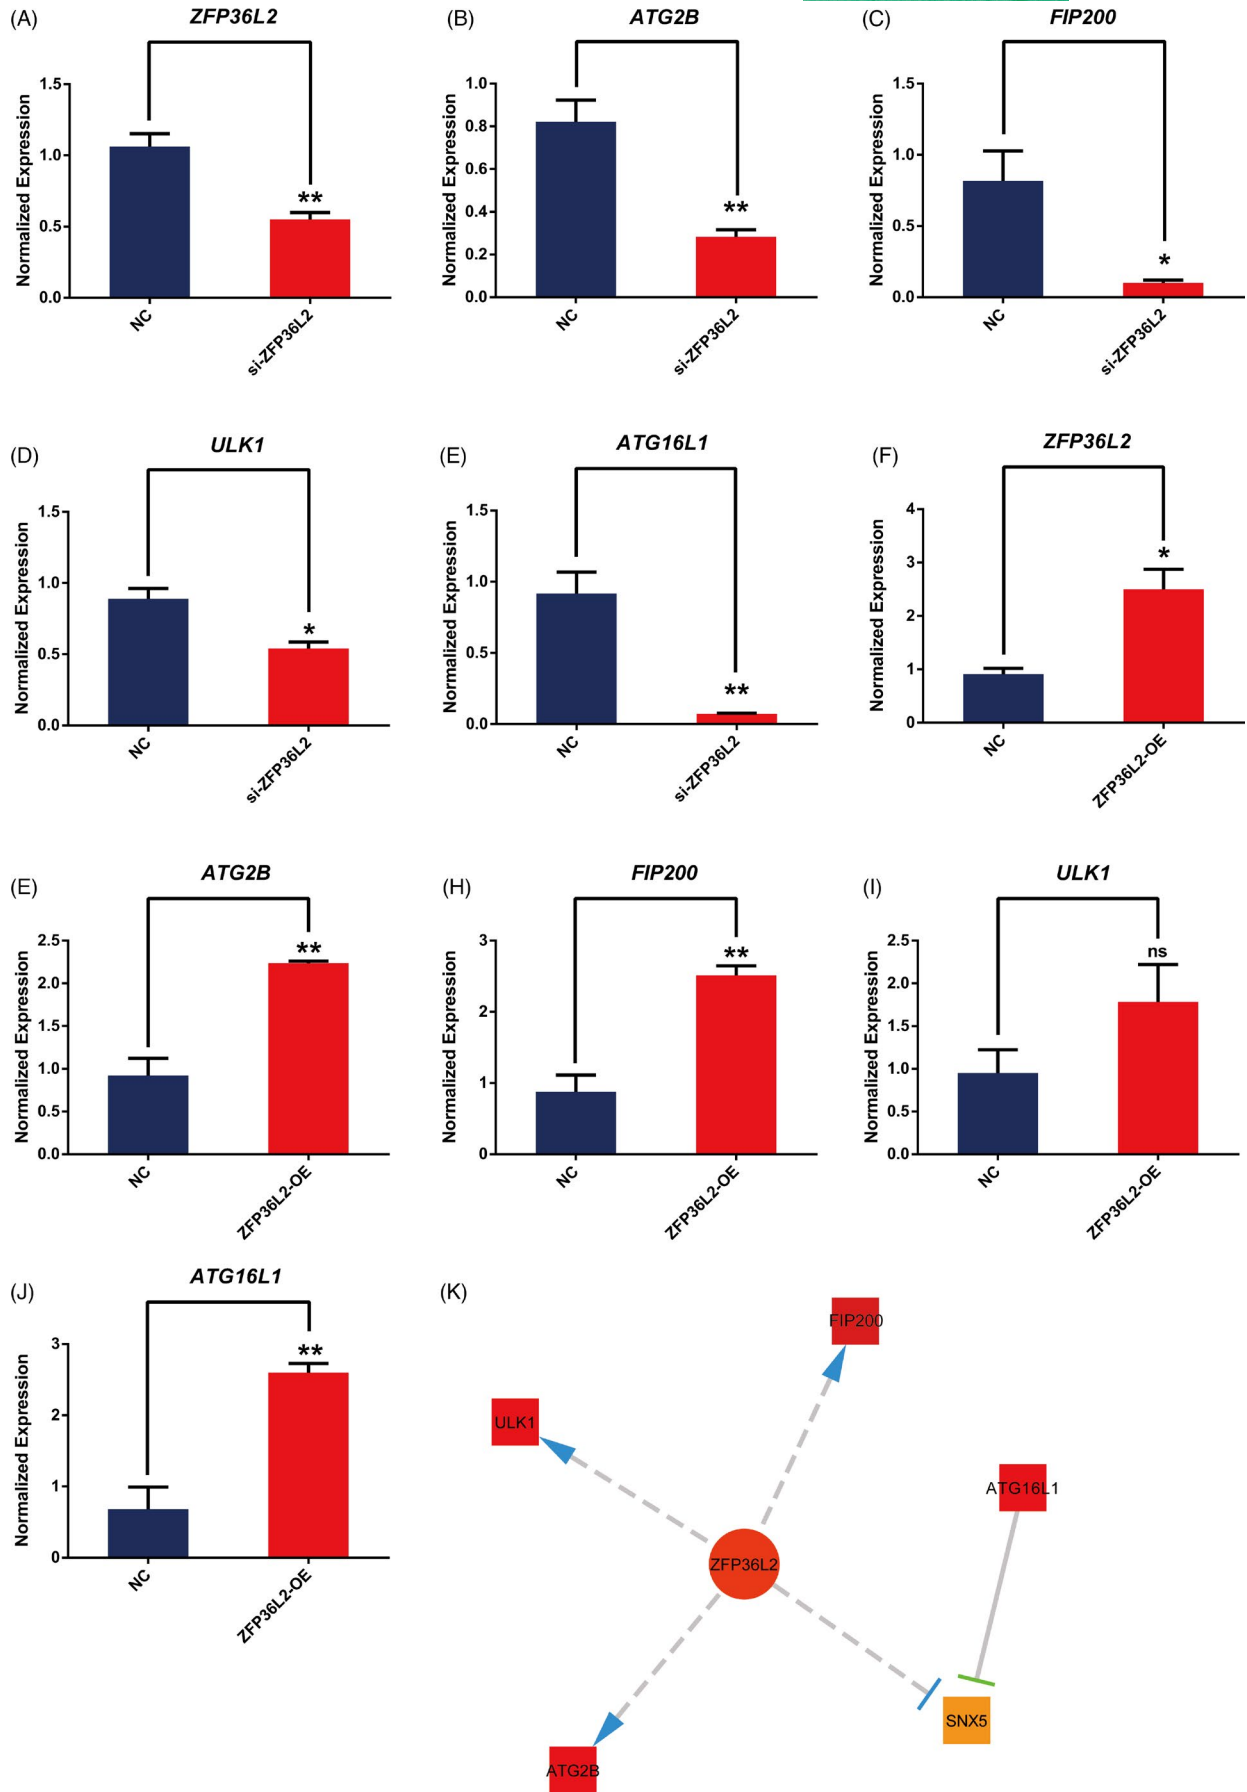 (A)
ZFP36L2
Normalized Expression
1.5
1.0
0.5
0.0
**
NC
si-ZFP36L2
(B)
ATG2B
Normalized Expression
1.0
0.8
0.6
0.4
0.2
0.0
**
NC
si-ZFP36L2
(C)
FIP200
Normalized Expression
1.5
1.0
0.5
0.0
*
NC
si-ZFP36L2
(D)
ULK1
Normalized Expression
1.5
1.0
0.5
0.0
*
NC
si-ZFP36L2
(E)
ATG16L1
Normalized Expression
1.5
1.0
0.5
0.0
**
NC
si-ZFP36L2
(F)
ZFP36L2
Normalized Expression
4
3
2
1
0
*
NC
ZFP36L2-OE
(E)
ATG2B
Normalized Expression
2.5
2.0
1.5
1.0
0.5
0.0
**
NC
ZFP36L2-OE
(H)
FIP200
Normalized Expression
3
2
1
0
**
NC
ZFP36L2-OE
(I)
ULK1
Normalized Expression
2.5
2.0
1.5
1.0
0.5
0.0
ns
NC
ZFP36L2-OE
(J)
ATG16L1
Normalized Expression
3
2
1
0
**
NC
ZFP36L2-OE
(K)
FIP200
ULK1
ATG16L1
ZFP36L2
SNX5
ATG2B